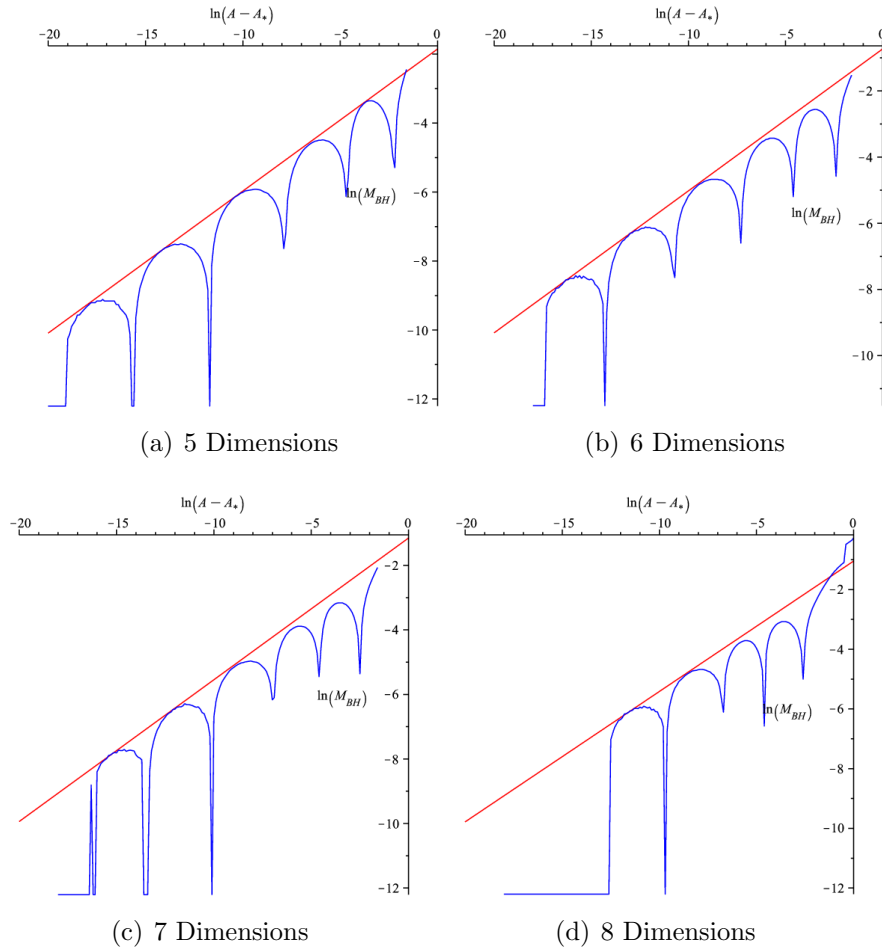 ln(A − A*)
-20 -15 -10 -5 0
-4
-6
ln(M_BH)
-8
-10
-12
(a) 5 Dimensions
ln(A − A*)
-20 -15 -10 -5 0
-2
-4
ln(M_BH)
-6
-8
-10
(b) 6 Dimensions
ln(A − A*)
-20 -15 -10 -5 0
-2
-4
-6
ln(M_BH)
-8
-10
-12
(c) 7 Dimensions
ln(A − A*)
-20 -15 -10 -5 0
-2
-4
-6
ln(M_BH)
-8
-10
-12
(d) 8 Dimensions